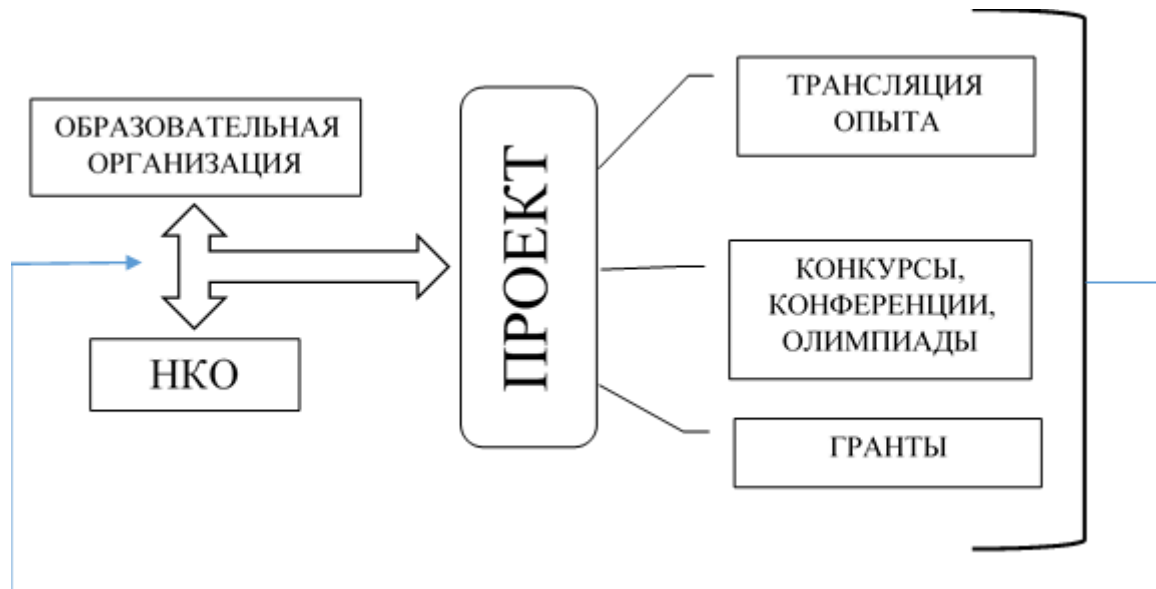 ОБРАЗОВАТЕЛЬНАЯ
ОРГАНИЗАЦИЯ
НКО
ПРОЕКТ
ТРАНСЛЯЦИЯ
ОПЫТА
КОНКУРСЫ,
КОНФЕРЕНЦИИ,
ОЛИМПИАДЫ
ГРАНТЫ